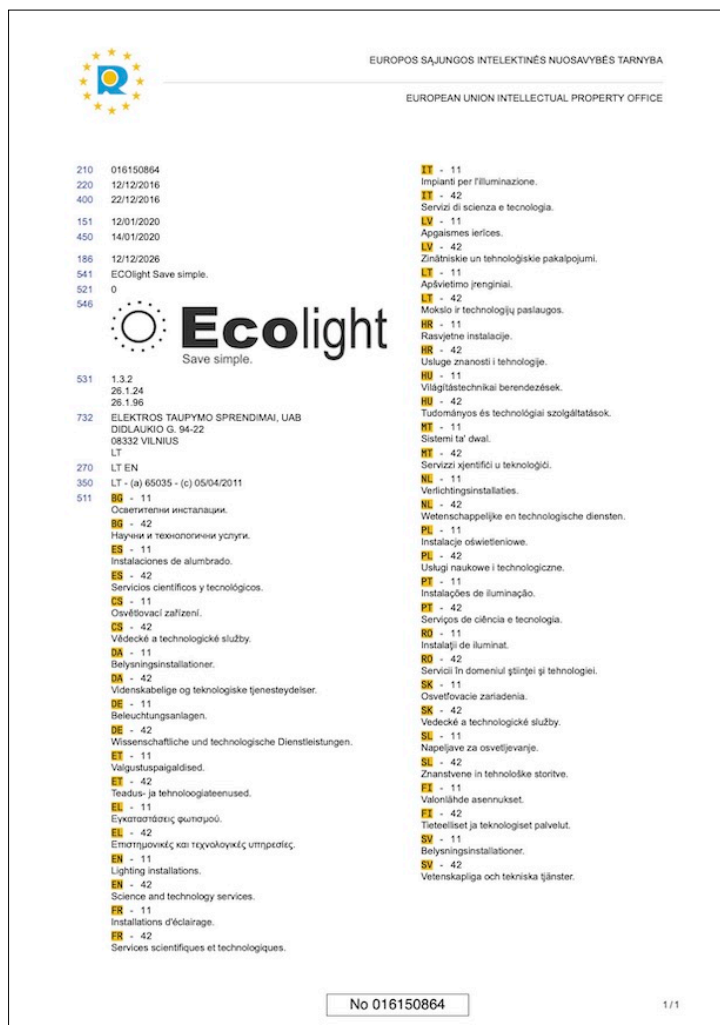 EUROPOS SĄJUNGOS INTELEKTINĖS NUOSAVYBĖS TARNYBA
EUROPEAN UNION INTELLECTUAL PROPERTY OFFICE
210 016150864
220 12/12/2016
400 22/12/2016
151 12/01/2020
450 14/01/2020
186 12/12/2026
541 ECOlight Save simple.
521 0
546
Ecolight
Save simple.
531 1.3.2
26.1.24
26.1.96
732 ELEKTROS TAUPYMO SPRENDIMAI, UAB
DIDLAUKIO G. 94-22
08332 VILNIUS
LT
270 LT EN
350 LT - (a) 65035 - (c) 05/04/2011
511 BG - 11
Осветителни инсталации.
BG - 42
Научни и технологични услуги.
ES - 11
Instalaciones de alumbrado.
ES - 42
Servicios científicos y tecnológicos.
CS - 11
Osvětlovací zařízení.
CS - 42
Vědecké a technologické služby.
DA - 11
Belysningsinstallationer.
DA - 42
Videnskabelige og teknologiske tjenesteydelser.
DE - 11
Beleuchtungsanlagen.
DE - 42
Wissenschaftliche und technologische Dienstleistungen.
ET - 11
Valgustuspaigaldised.
ET - 42
Teadus- ja tehnoloogiateenused.
EL - 11
Εγκαταστάσεις φωτισμού.
EL - 42
Επιστημονικές και τεχνολογικές υπηρεσίες.
EN - 11
Lighting installations.
EN - 42
Science and technology services.
FR - 11
Installations d'éclairage.
FR - 42
Services scientifiques et technologiques.
IT - 11
Impianti per l'illuminazione.
IT - 42
Servizi di scienza e tecnologia.
LV - 11
Apgaismes ierīces.
LV - 42
Zinātniskie un tehnoloģiskie pakalpojumi.
LT - 11
Apšvietimo įrenginiai.
LT - 42
Mokslo ir technologijų paslaugos.
HR - 11
Rasvjetne instalacije.
HR - 42
Usluge znanosti i tehnologije.
HU - 11
Világítástechnikai berendezések.
HU - 42
Tudományos és technológiai szolgáltatások.
MT - 11
Sistemi ta' dwal.
MT - 42
Servizzi xjentifiċi u teknoloġiċi.
NL - 11
Verlichtingsinstallaties.
NL - 42
Wetenschappelijke en technologische diensten.
PL - 11
Instalacje oświetleniowe.
PL - 42
Usługi naukowe i technologiczne.
PT - 11
Instalações de iluminação.
PT - 42
Serviços de ciência e tecnologia.
RO - 11
Instalaţii de iluminat.
RO - 42
Servicii în domeniul ştiinţei şi tehnologiei.
SK - 11
Osvetľovacie zariadenia.
SK - 42
Vedecké a technologické služby.
SL - 11
Napeljave za osvetljevanje.
SL - 42
Znanstvene in tehnološke storitve.
FI - 11
Valonlähde asennukset.
FI - 42
Tieteelliset ja teknologiset palvelut.
SV - 11
Belysningsinstallationer.
SV - 42
Vetenskapliga och tekniska tjänster.
No 016150864
1 / 1